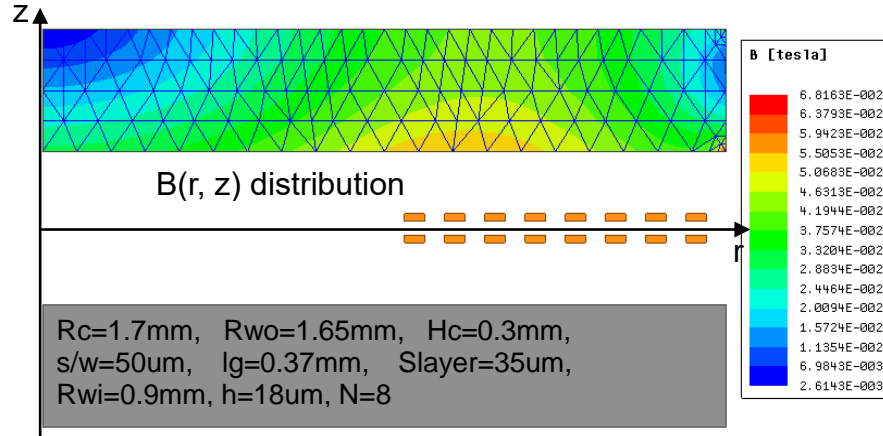 z
B(r, z) distribution
r
Rc=1.7mm, Rwo=1.65mm, Hc=0.3mm,
s/w=50um, lg=0.37mm, Slayer=35um,
Rwi=0.9mm, h=18um, N=8
B [tesla]
6.8163E-002
6.3793E-002
5.9423E-002
5.5053E-002
5.0683E-002
4.6313E-002
4.1944E-002
3.7574E-002
3.3204E-002
2.8834E-002
2.4464E-002
2.0094E-002
1.5724E-002
1.1354E-002
6.9843E-003
2.6143E-003